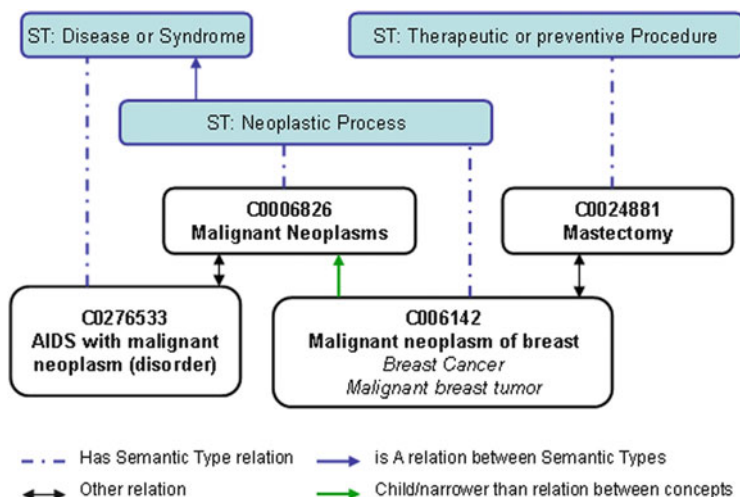 ST: Disease or Syndrome
ST: Therapeutic or preventive Procedure
ST: Neoplastic Process
C0006826
Malignant Neoplasms
C0024881
Mastectomy
C0276533
AIDS with malignant
neoplasm (disorder)
C006142
Malignant neoplasm of breast
Breast Cancer
Malignant breast tumor
Has Semantic Type relation
is A relation between Semantic Types
Other relation
Child/narrower than relation between concepts